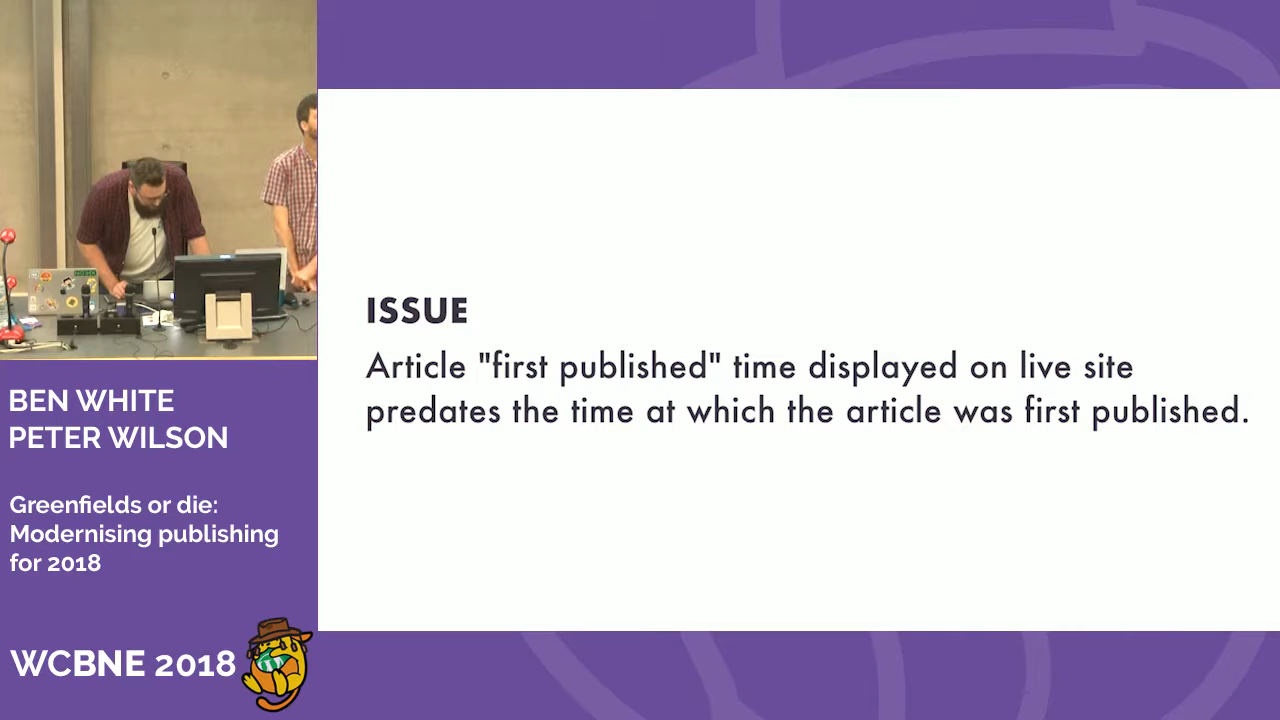 BEN WHITE
PETER WILSON
Greenfields or die:
Modernising publishing
for 2018
WCBNE 2018
ISSUE
Article "first published" time displayed on live site
predates the time at which the article was first published.